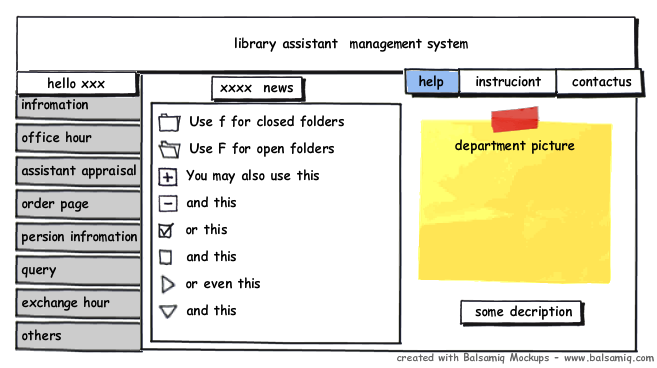 library assistant management system
hello xxx
xxxx news
help
instruciont
contactus
infromation
office hour
assistant appraisal
order page
persion infromation
query
exchange hour
others
Use f for closed folders
Use F for open folders
You may also use this
and this
or this
and this
or even this
and this
department picture
some decription
created with Balsamiq Mockups - www.balsamiq.com